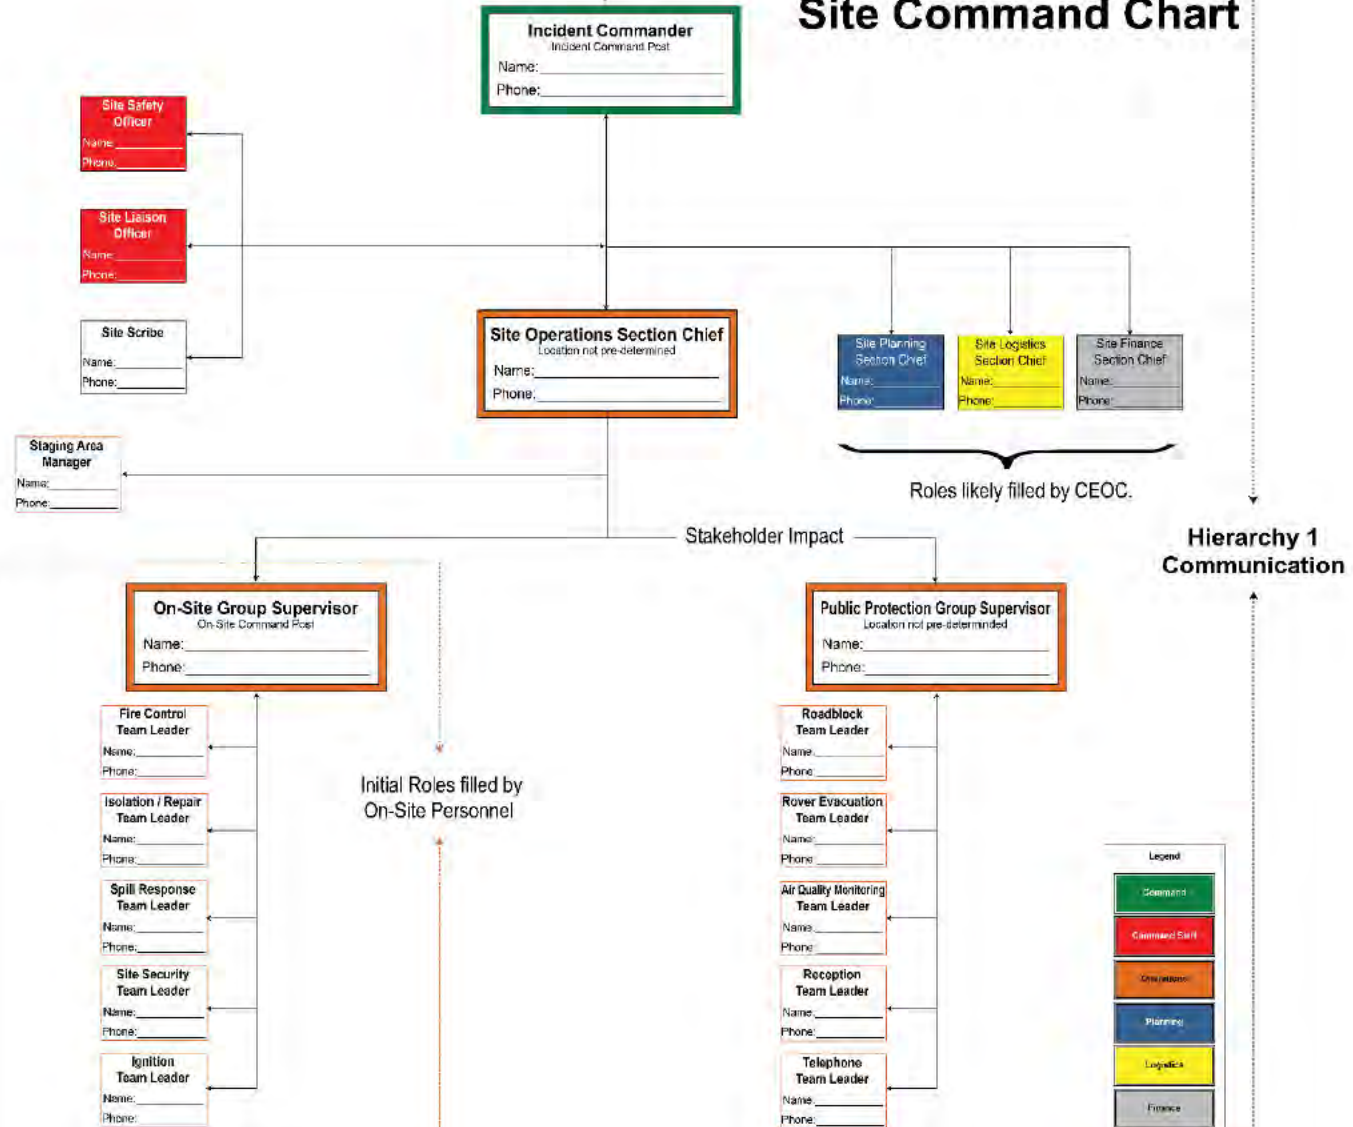 Site Command Chart
Incident Commander
Incident Command Post
Name:
Phone:
Site Safety
Officer
Name:
Phone:
Site Liaison
Officer
Name:
Phone:
Site Scribe
Name:
Phone:
Site Operations Section Chief
Location not pre-determined
Name:
Phone:
Site Planning
Section Chief
Name:
Phone:
Site Logistics
Section Chief
Name:
Phone:
Site Finance
Section Chief
Name:
Phone:
Roles likely filled by CEOC.
Staging Area
Manager
Name:
Phone:
Stakeholder Impact
Hierarchy 1
Communication
On-Site Group Supervisor
On-Site Command Post
Name:
Phone:
Public Protection Group Supervisor
Location not pre-determinded
Name:
Phone:
Fire Control
Team Leader
Name:
Phone:
Isolation / Repair
Team Leader
Name:
Phone:
Spill Response
Team Leader
Name:
Phone:
Site Security
Team Leader
Name:
Phone:
Ignition
Team Leader
Name:
Phone:
Initial Roles filled by
On-Site Personnel
Roadblock
Team Leader
Name:
Phone
Rover Evacuation
Team Leader
Name:
Phone
Air Quality Monitoring
Team Leader
Name
Phone
Reception
Team Leader
Name
Phone:
Telephone
Team Leader
Name
Phone:
Legend
Command
Command Staff
Operations
Planning
Logistics
Finance